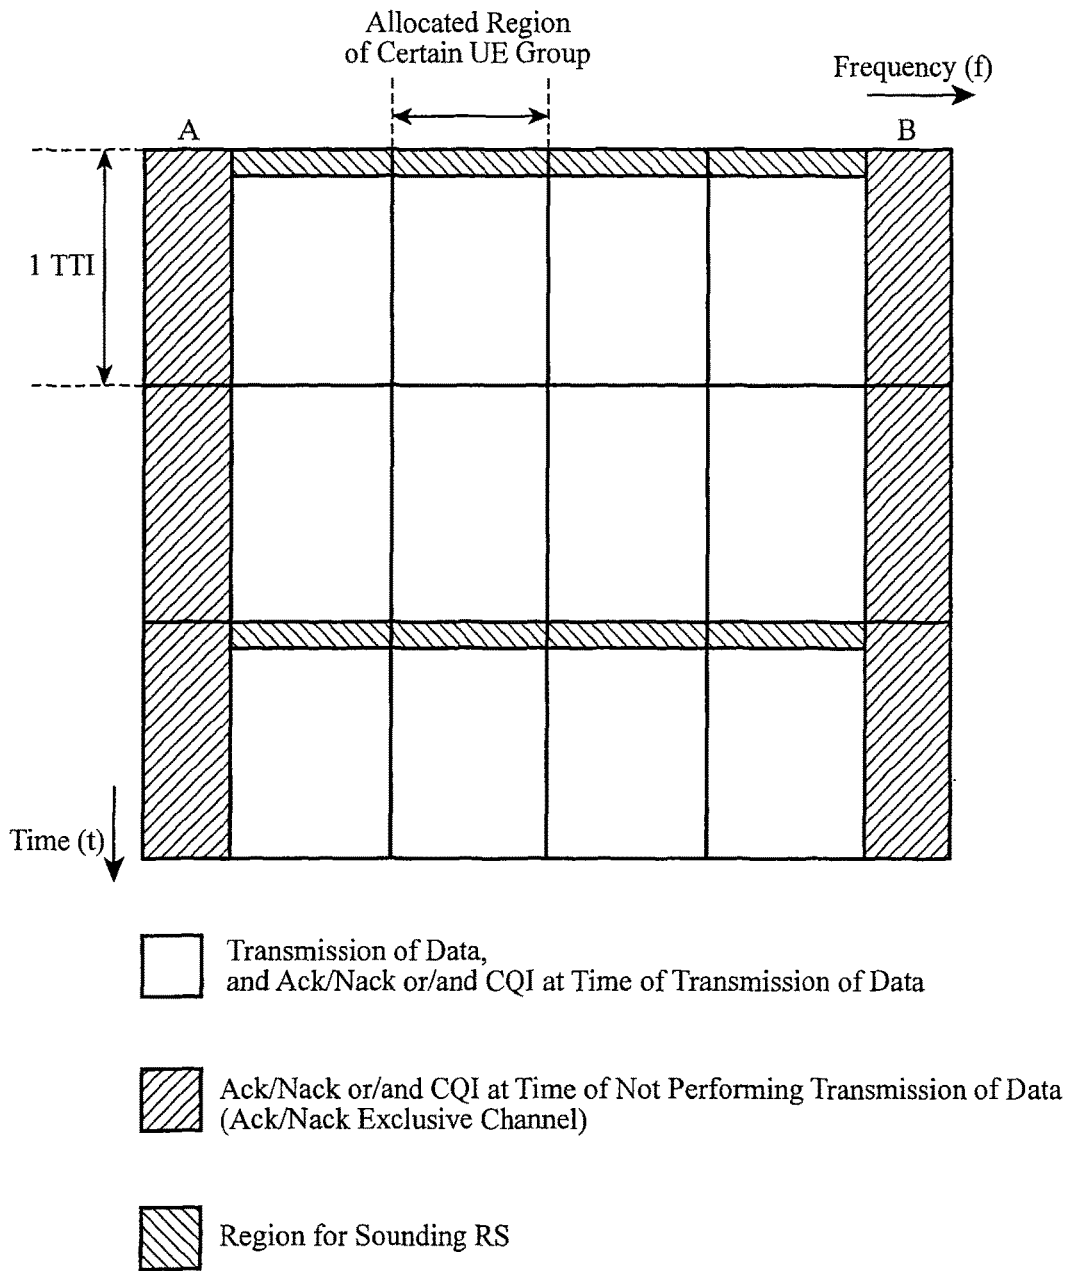 Allocated Region
of Certain UE Group
Frequency (f)
A
B
1 TTI
Time (t)
Transmission of Data,
and Ack/Nack or/and CQI at Time of Transmission of Data
Ack/Nack or/and CQI at Time of Not Performing Transmission of Data
(Ack/Nack Exclusive Channel)
Region for Sounding RS